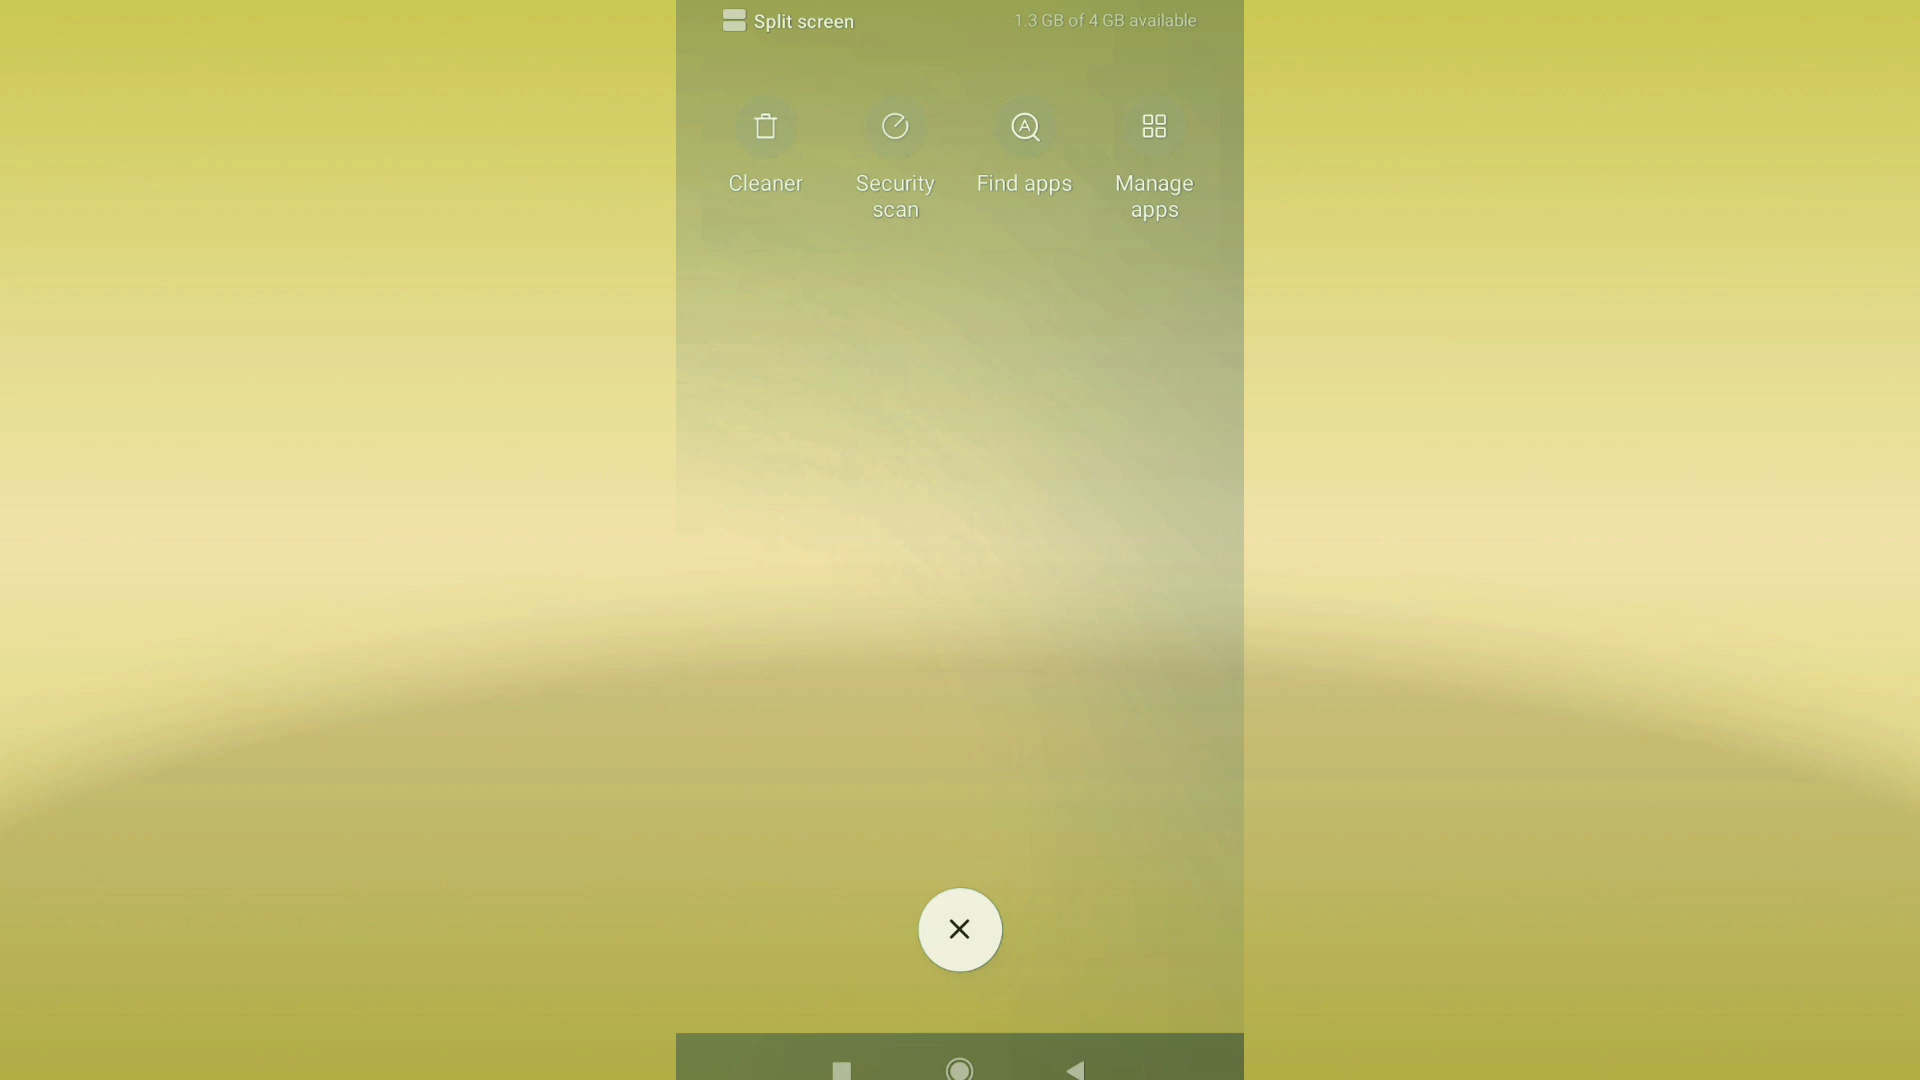 Split screen
1.3 GB of 4 GB available
Cleaner
Security
scan
Find apps
Manage
apps